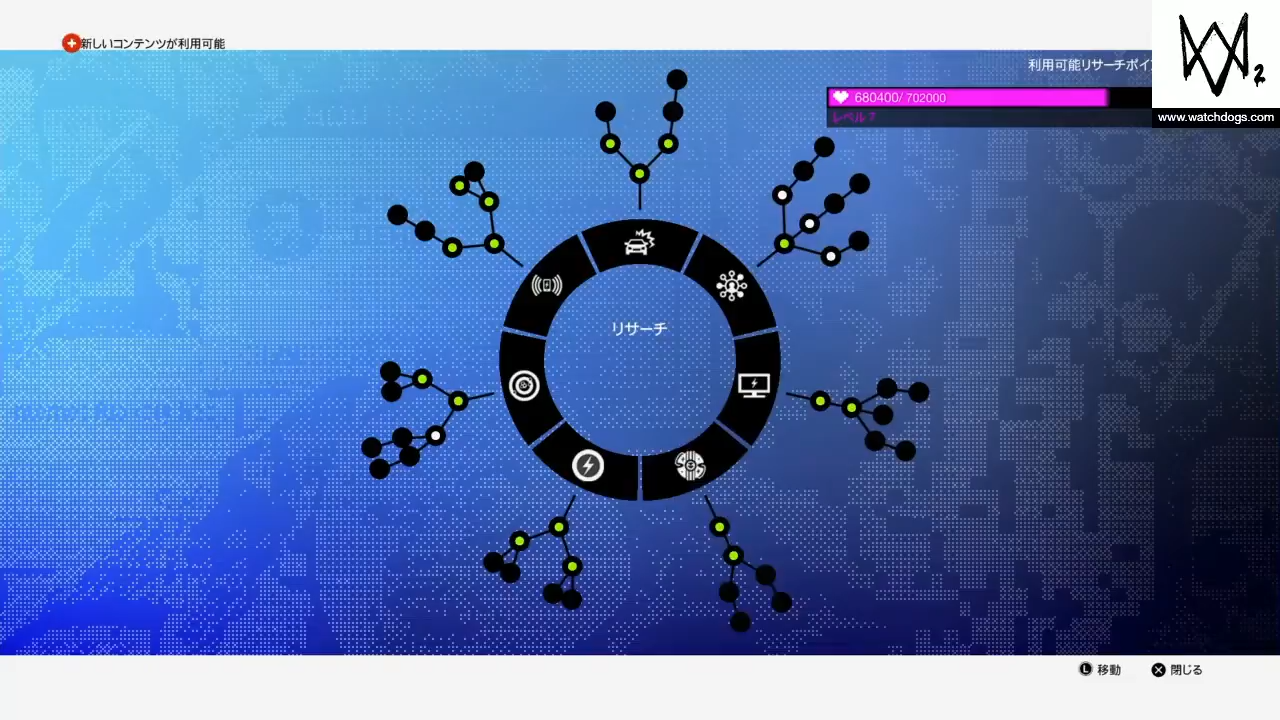 新しいコンテンツが利用可能
利用可能リサーチポイ
2
680400/ 702000
レベル 7
www.watchdogs.com
リサーチ
L 移動
閉じる